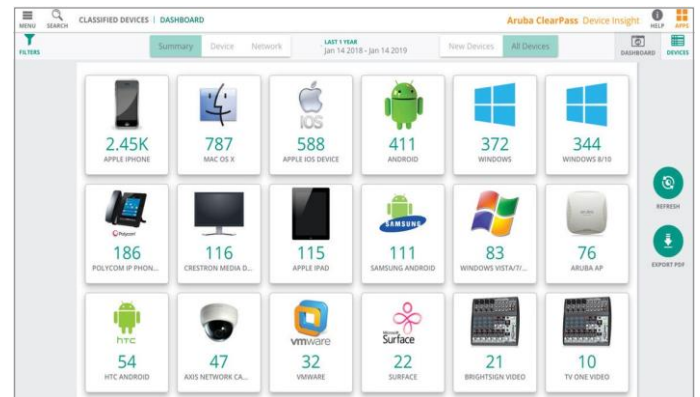 MENU SEARCH CLASSIFIED DEVICES | DASHBOARD Aruba ClearPass Device Insight HELP APPS
FILTERS Summary Device Network LAST 1 YEAR New Devices All Devices DASHBOARD DEVICES
Jan 14 2018 - Jan 14 2019
iOS
2.45K 787 588 411 372 344
APPLE IPHONE MAC OS X APPLE IOS DEVICE ANDROID WINDOWS WINDOWS 8/10
REFRESH
Polycom SAMSUNG
186 116 115 111 83 76
POLYCOM IP PHON... CRESTRON MEDIA D... APPLE IPAD SAMSUNG ANDROID WINDOWS VISTA/7/... ARUBA AP
EXPORT PDF
hTC vmware Microsoft Surface
54 47 32 22 21 10
HTC ANDROID AXIS NETWORK CA... VMWARE SURFACE BRIGHTSIGN VIDEO TV ONE VIDEO